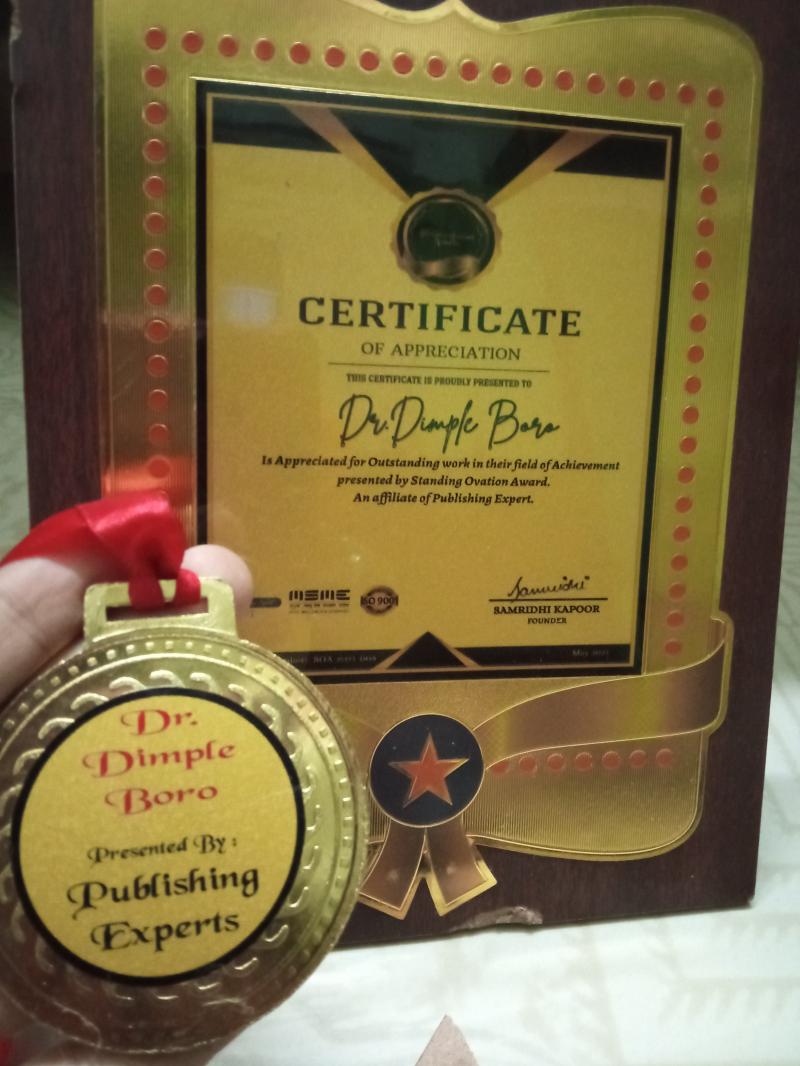 CERTIFICATE
OF APPRECIATION
THIS CERTIFICATE IS PROUDLY PRESENTED TO
Dr. Dimple Boro
Is Appreciated for Outstanding work in their field of Achievement
presented by Standing Ovation Award.
An affiliate of Publishing Expert.
MSME
ISO 9001
SAMRIDHI KAPOOR
FOUNDER
May
Dr.
Dimple
Boro
Presented By :
Publishing
Experts